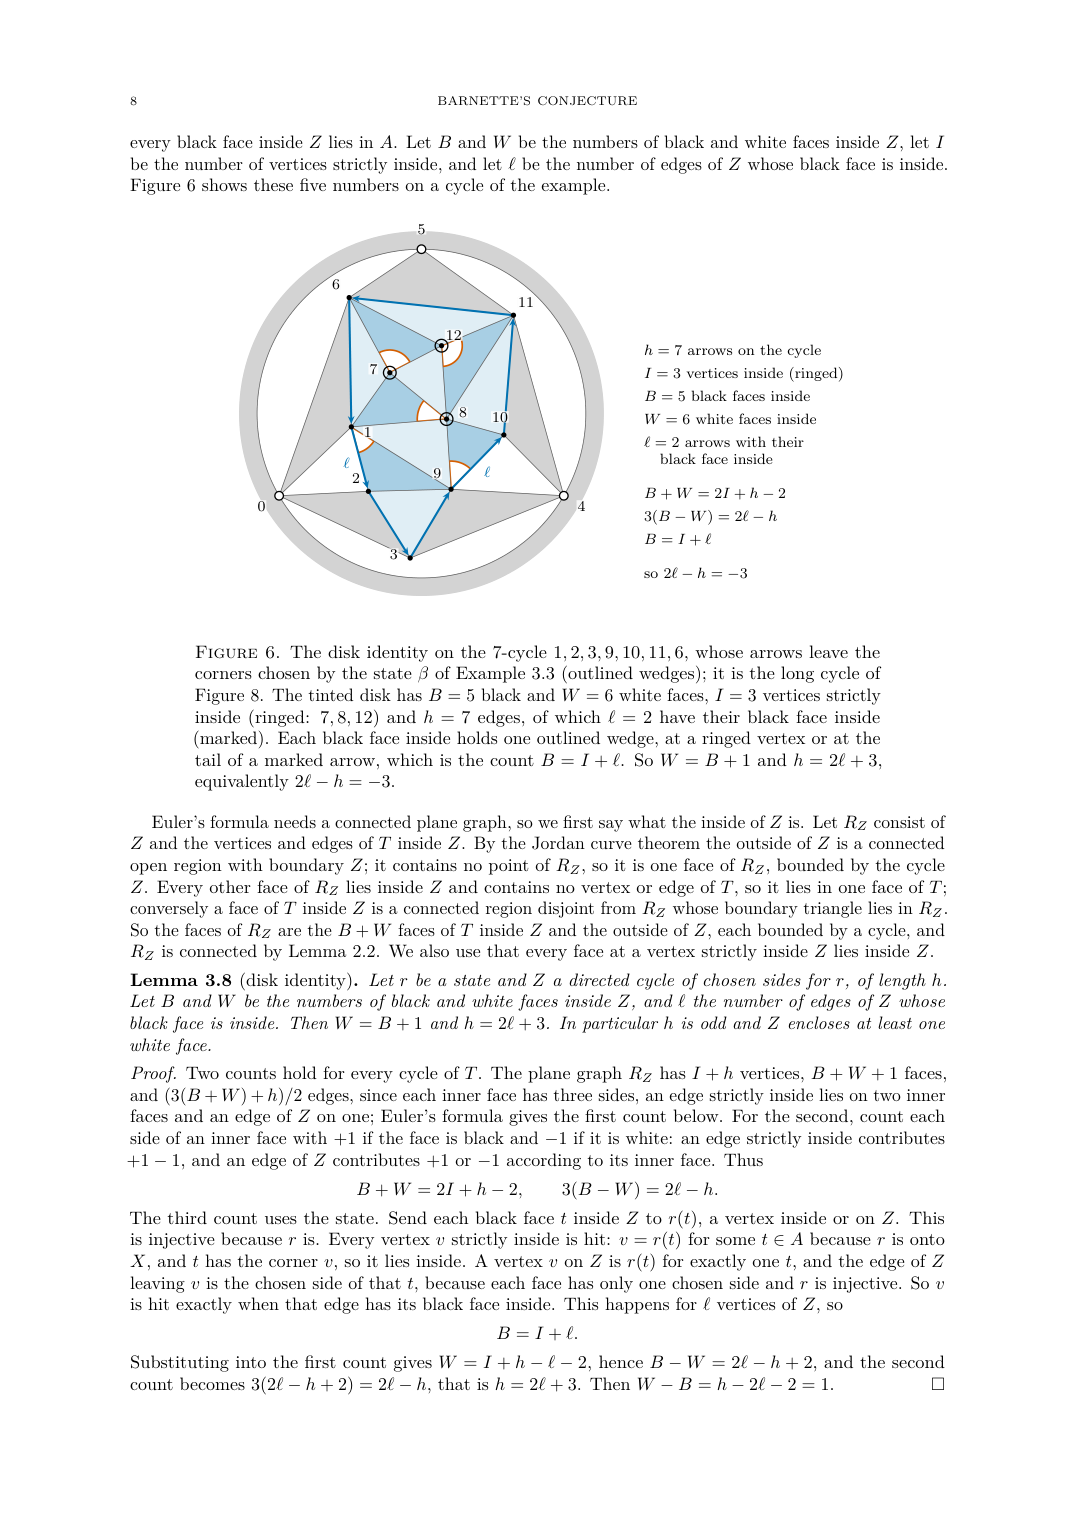 8
BARNETTE'S CONJECTURE
every black face inside Z lies in A. Let B and W be the numbers of black and white faces inside Z, let I
be the number of vertices strictly inside, and let ℓ be the number of edges of Z whose black face is inside.
Figure 6 shows these five numbers on a cycle of the example.
5
6
11
12
7
8
10
1
ℓ
9
ℓ
2
0
4
3
h = 7 arrows on the cycle
I = 3 vertices inside (ringed)
B = 5 black faces inside
W = 6 white faces inside
ℓ = 2 arrows with their
black face inside
B + W = 2I + h − 2
3(B − W) = 2ℓ − h
B = I + ℓ
so 2ℓ − h = −3
FIGURE 6. The disk identity on the 7-cycle 1, 2, 3, 9, 10, 11, 6, whose arrows leave the
corners chosen by the state β of Example 3.3 (outlined wedges); it is the long cycle of
Figure 8. The tinted disk has B = 5 black and W = 6 white faces, I = 3 vertices strictly
inside (ringed: 7, 8, 12) and h = 7 edges, of which ℓ = 2 have their black face inside
(marked). Each black face inside holds one outlined wedge, at a ringed vertex or at the
tail of a marked arrow, which is the count B = I + ℓ. So W = B + 1 and h = 2ℓ + 3,
equivalently 2ℓ − h = −3.
Euler's formula needs a connected plane graph, so we first say what the inside of Z is. Let R_Z consist of
Z and the vertices and edges of T inside Z. By the Jordan curve theorem the outside of Z is a connected
open region with boundary Z; it contains no point of R_Z, so it is one face of R_Z, bounded by the cycle
Z. Every other face of R_Z lies inside Z and contains no vertex or edge of T, so it lies in one face of T;
conversely a face of T inside Z is a connected region disjoint from R_Z whose boundary triangle lies in R_Z.
So the faces of R_Z are the B + W faces of T inside Z and the outside of Z, each bounded by a cycle, and
R_Z is connected by Lemma 2.2. We also use that every face at a vertex strictly inside Z lies inside Z.
Lemma 3.8 (disk identity). Let r be a state and Z a directed cycle of chosen sides for r, of length h.
Let B and W be the numbers of black and white faces inside Z, and ℓ the number of edges of Z whose
black face is inside. Then W = B + 1 and h = 2ℓ + 3. In particular h is odd and Z encloses at least one
white face.
Proof. Two counts hold for every cycle of T. The plane graph R_Z has I + h vertices, B + W + 1 faces,
and (3(B + W) + h)/2 edges, since each inner face has three sides, an edge strictly inside lies on two inner
faces and an edge of Z on one; Euler's formula gives the first count below. For the second, count each
side of an inner face with +1 if the face is black and −1 if it is white: an edge strictly inside contributes
+1 − 1, and an edge of Z contributes +1 or −1 according to its inner face. Thus
B + W = 2I + h − 2, 3(B − W) = 2ℓ − h.
The third count uses the state. Send each black face t inside Z to r(t), a vertex inside or on Z. This
is injective because r is. Every vertex v strictly inside is hit: v = r(t) for some t ∈ A because r is onto
X, and t has the corner v, so it lies inside. A vertex v on Z is r(t) for exactly one t, and the edge of Z
leaving v is the chosen side of that t, because each face has only one chosen side and r is injective. So v
is hit exactly when that edge has its black face inside. This happens for ℓ vertices of Z, so
B = I + ℓ.
Substituting into the first count gives W = I + h − ℓ − 2, hence B − W = 2ℓ − h + 2, and the second
count becomes 3(2ℓ − h + 2) = 2ℓ − h, that is h = 2ℓ + 3. Then W − B = h − 2ℓ − 2 = 1. □